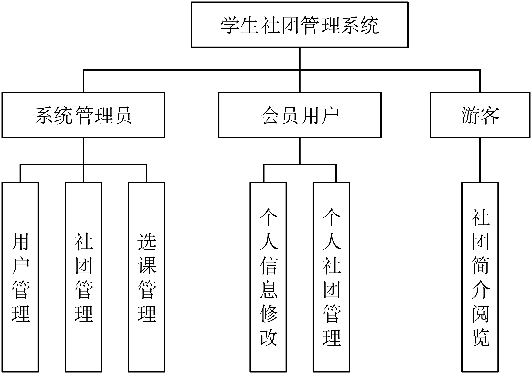 学生社团管理系统
系统管理员
会员用户
游客
用户管理
社团管理
选课管理
个人信息修改
个人社团管理
社团简介阅览